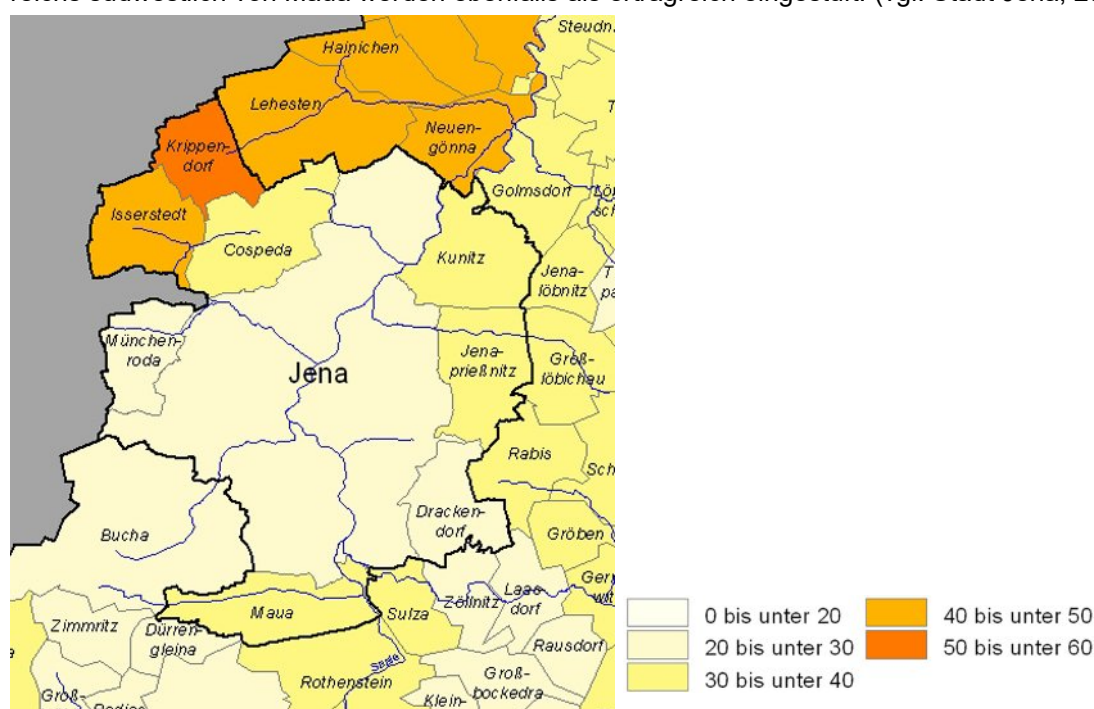 Steudn.
Hainichen
Lehesten
Neuen-
gönna
Krippen-
dorf
Golmsdorf
Isserstedt
Cospeda
Kunitz
Jena-
löbnitz
München-
roda
Jena
Jena-
prießnitz
Groß-
löbichau
Rabis
Sch
Bucha
Dracken-
dorf
Gröben
Laas-
dorf
Zöllnitz
Maua
Sulza
Zimmritz
Dürren-
gleina
Rausdorf
Saale
Rothenstein
Groß-
bockedra
Klein-
Groß-
0 bis unter 20
20 bis unter 30
30 bis unter 40
40 bis unter 50
50 bis unter 60